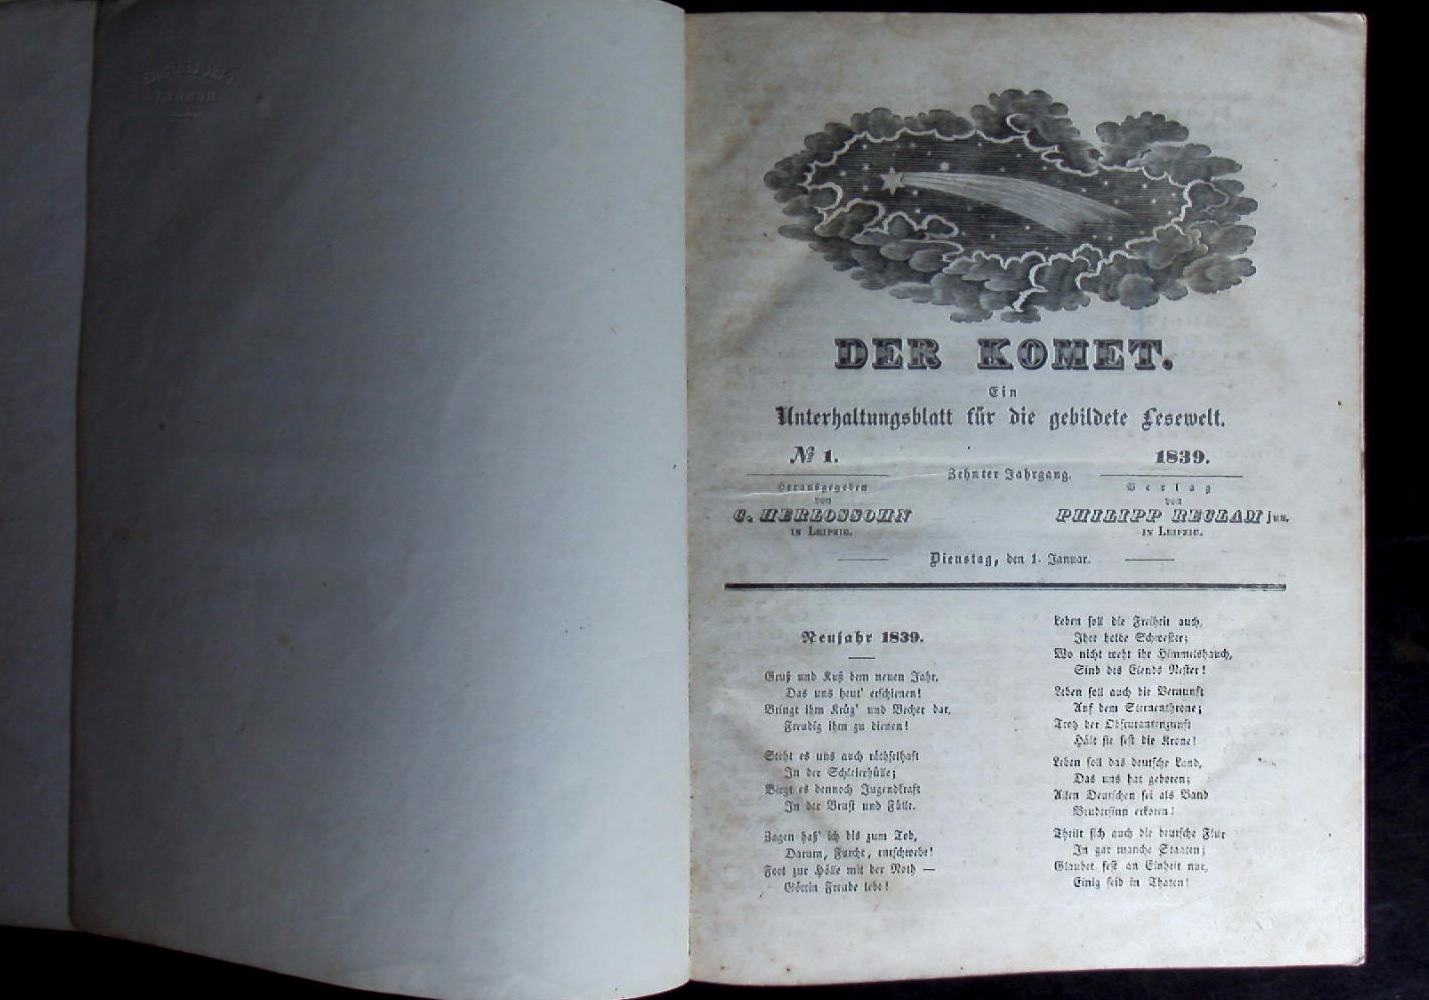 DER KOMET.
Ein
Unterhaltungsblatt für die gebildete Lesewelt.
№ 1.
1839.
Zehnter Jahrgang.
Herausgegeben
von
C. HERLOSSOHN
in Leipzig.
Verlag
von
PHILIPP RECLAM jun.
in Leipzig.
Dienstag, den 1. Januar.
Neujahr 1839.
Gruß und Kuß dem neuen Jahr,
Das uns heut' erschienen!
Bringt ihm Krüg' und Becher dar,
Freudig ihm zu dienen!
Steht es uns auch räthselhaft
In der Schleierhülle;
Birgt es dennoch Jugendkraft
In der Brust und Fülle.
Zagen haß' ich bis zum Tod,
Darum, Furcht, entschwebe!
Fort zur Hölle mit der Noth —
Göttin Freude lebe!
Leben soll die Freiheit auch,
Ihre holde Schwester;
Wo nicht weht ihr Himmelshauch,
Sind des Elends Nester!
Leben soll auch die Vernunft
Auf dem Sternenthrone;
Trotz der Obscurantenzunft
Hält sie fest die Krone!
Leben soll das deutsche Land,
Das uns hat geboren;
Allen Deutschen sei als Band
Brudersinn erkoren!
Theilt sich auch die deutsche Flur
In gar manche Staaten;
Glaubet fest an Einheit nur,
Einig seid in Thaten!